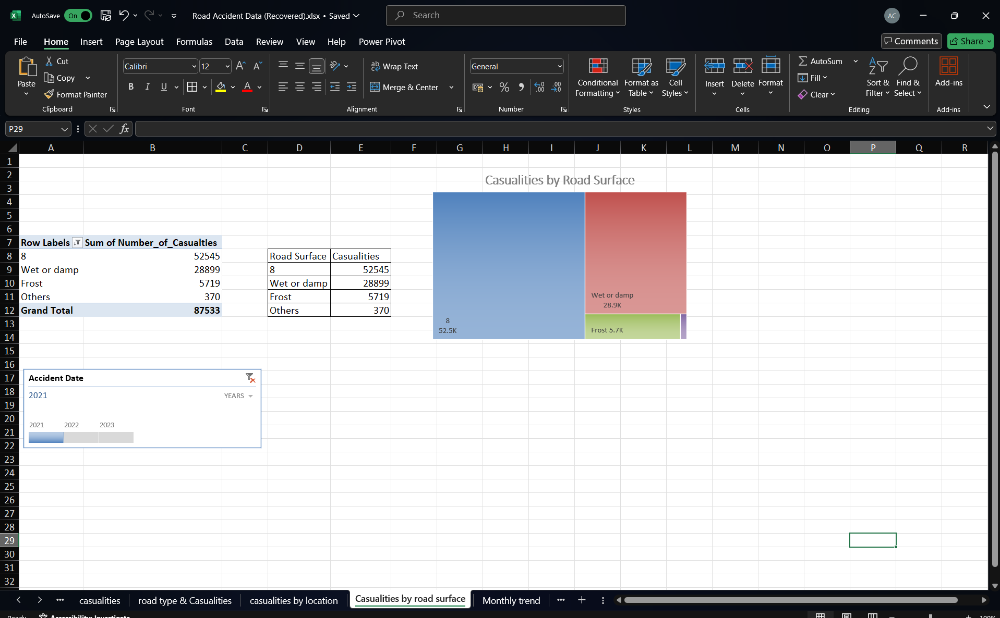 AutoSave On Road Accident Data (Recovered).xlsx • Saved Search AC
File Home Insert Page Layout Formulas Data Review View Help Power Pivot Comments Share
Paste Cut Copy Format Painter Clipboard
Calibri 12 B I U A Font
Wrap Text Merge & Center Alignment
General % Number
Conditional Formatting Format as Table Cell Styles Styles
Insert Delete Format Cells
AutoSum Fill Clear Sort & Filter Find & Select Editing
Add-ins Add-ins
P29 fx
A B C D E F G H I J K L M N O P Q R
1
2
Casualities by Road Surface
3
4
5
6
7 Row Labels Sum of Number_of_Casualties
8 8 52545 Road Surface Casualities
9 Wet or damp 28899 8 52545
10 Frost 5719 Wet or damp 28899
11 Others 370 Frost 5719
12 Grand Total 87533 Others 370
Wet or damp
28.9K
8
52.5K
Frost 5.7K
13
14
15
16
17 Accident Date
18 2021 YEARS
19
20 2021 2022 2023
21
22
23
24
25
26
27
28
29
30
31
32
casualities road type & Casualities casualities by location Casualities by road surface Monthly trend
Ready Accessibility: Investigate 100%